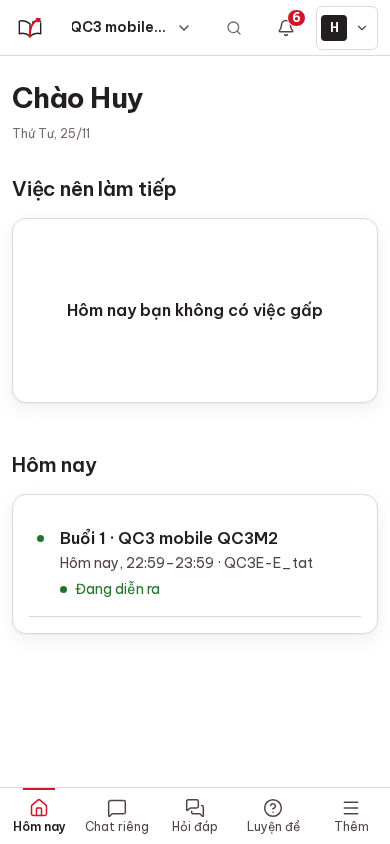 QC3 mobile...
6
H
Chào Huy
Thứ Tư, 25/11
Việc nên làm tiếp
Hôm nay bạn không có việc gấp
Hôm nay
Buổi 1 · QC3 mobile QC3M2
Hôm nay, 22:59–23:59 · QC3E-E_tat
Đang diễn ra
Hôm nay
Chat riêng
Hỏi đáp
Luyện đề
Thêm